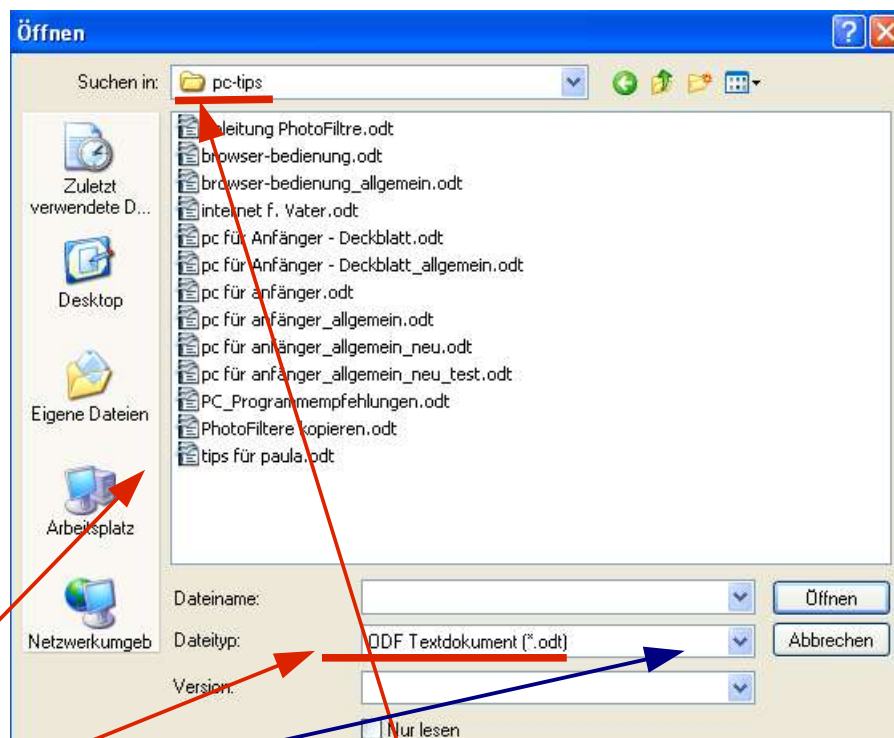 Öffnen
Suchen in:
pc-tips
Anleitung PhotoFiltre.odt
browser-bedienung.odt
browser-bedienung_allgemein.odt
internet f. Vater.odt
pc für Anfänger - Deckblatt.odt
pc für Anfänger - Deckblatt_allgemein.odt
pc für anfänger.odt
pc für anfänger_allgemein.odt
pc für anfänger_allgemein_neu.odt
pc für anfänger_allgemein_neu_test.odt
PC_Programmempfehlungen.odt
PhotoFiltere kopieren.odt
tips für paula.odt
Zuletzt
verwendete D...
Desktop
Eigene Dateien
Arbeitsplatz
Netzwerkumgeb
Dateiname:
Öffnen
Dateityp:
ODF Textdokument (*.odt)
Abbrechen
Version:
Nur lesen